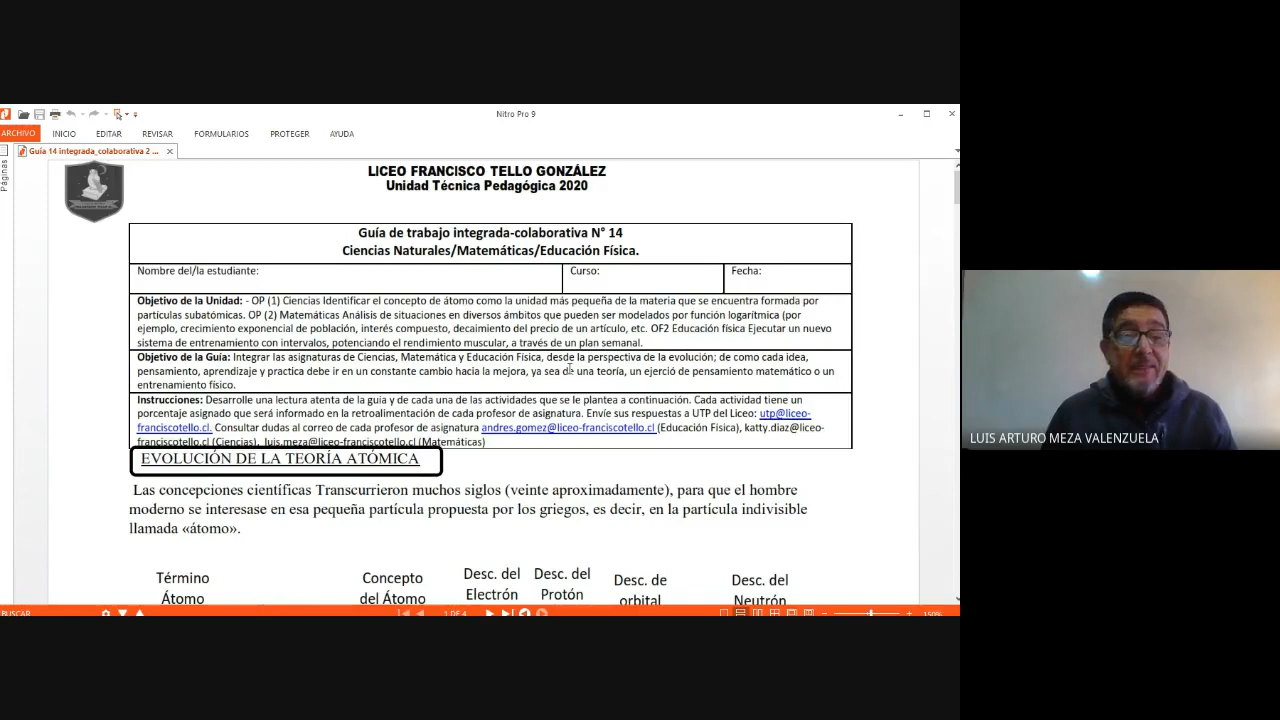 Nitro Pro 9
ARCHIVO INICIO EDITAR REVISAR FORMULARIOS PROTEGER AYUDA
Guía 14 integrada_colaborativa 2 ...
Páginas
LICEO FRANCISCO TELLO GONZÁLEZ
Unidad Técnica Pedagógica 2020
Guía de trabajo integrada-colaborativa N° 14
Ciencias Naturales/Matemáticas/Educación Física.
Nombre del/la estudiante: Curso: Fecha:
Objetivo de la Unidad: - OP (1) Ciencias Identificar el concepto de átomo como la unidad más pequeña de la materia que se encuentra formada por
partículas subatómicas. OP (2) Matemáticas Análisis de situaciones en diversos ámbitos que pueden ser modelados por función logarítmica (por
ejemplo, crecimiento exponencial de población, interés compuesto, decaimiento del precio de un artículo, etc. OF2 Educación física Ejecutar un nuevo
sistema de entrenamiento con intervalos, potenciando el rendimiento muscular, a través de un plan semanal.
Objetivo de la Guía: Integrar las asignaturas de Ciencias, Matemática y Educación Física, desde la perspectiva de la evolución; de como cada idea,
pensamiento, aprendizaje y practica debe ir en un constante cambio hacia la mejora, ya sea de una teoría, un ejerció de pensamiento matemático o un
entrenamiento físico.
Instrucciones: Desarrolle una lectura atenta de la guía y de cada una de las actividades que se le plantea a continuación. Cada actividad tiene un
porcentaje asignado que será informado en la retroalimentación de cada profesor de asignatura. Envíe sus respuestas a UTP del Liceo: utp@liceo-
franciscotello.cl. Consultar dudas al correo de cada profesor de asignatura andres.gomez@liceo-franciscotello.cl (Educación Física), katty.diaz@liceo-
franciscotello.cl (Ciencias), luis.meza@liceo-franciscotello.cl (Matemáticas)
EVOLUCIÓN DE LA TEORÍA ATÓMICA
Las concepciones científicas Transcurrieron muchos siglos (veinte aproximadamente), para que el hombre
moderno se interesase en esa pequeña partícula propuesta por los griegos, es decir, en la partícula indivisible
llamada «átomo».
Término Concepto Desc. del Desc. del Desc. de Desc. del
Átomo del Átomo Electrón Protón orbital Neutrón
BUSCAR 1 DE 4 150%
LUIS ARTURO MEZA VALENZUELA